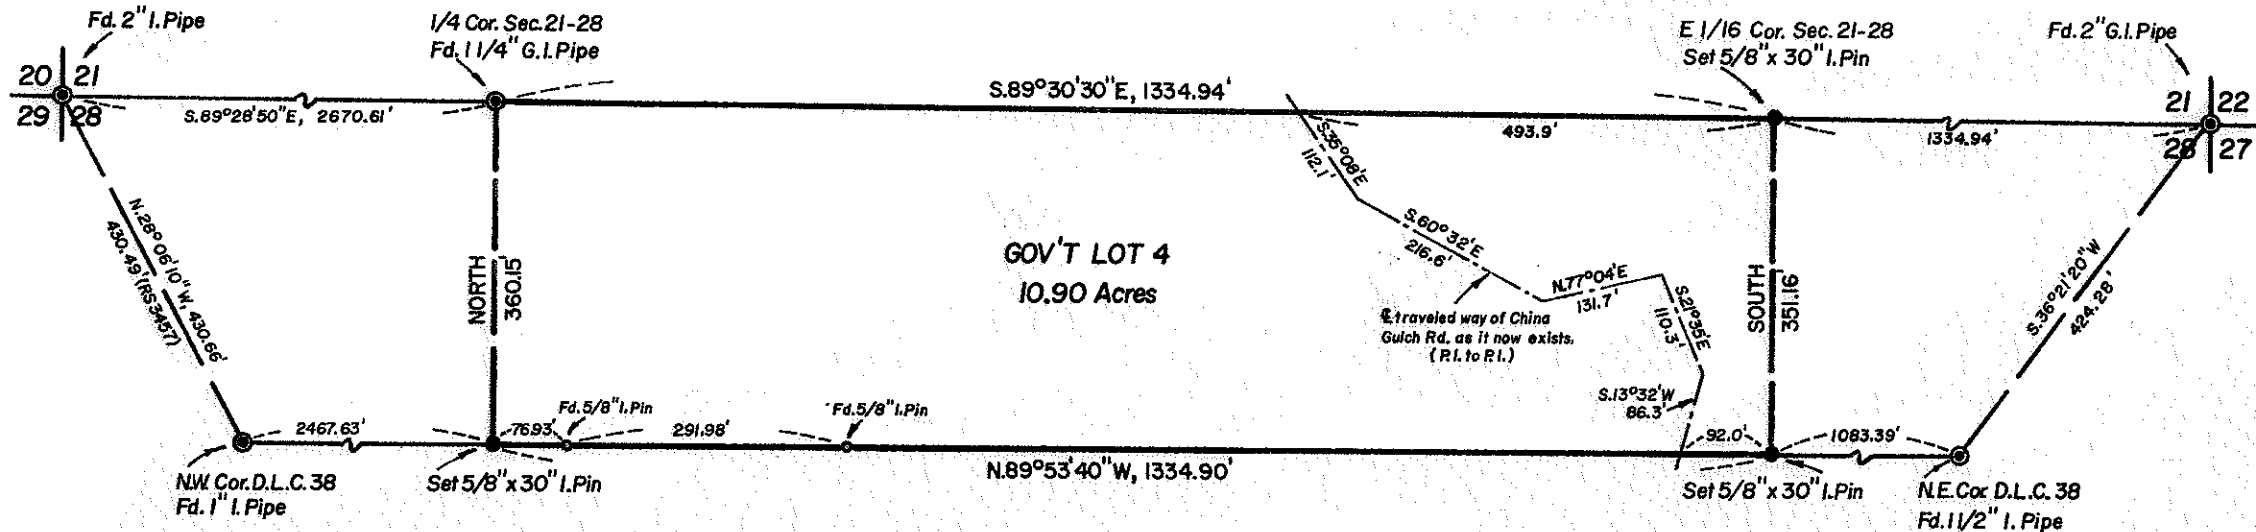 Fd. 2" I. Pipe
1/4 Cor. Sec. 21-28
Fd. 1 1/4" G.I. Pipe
E 1/16 Cor. Sec. 21-28
Set 5/8" x 30" I. Pin
Fd. 2" G.I. Pipe
20 21
29 28
S.89°28'50"E, 2670.61'
S.89°30'30"E, 1334.94'
493.9'
1334.94'
21 22
28 27
N.28°06'10"W, 430.66'
430.49' (RS3457)
NORTH
360.15'
GOV'T LOT 4
10.90 Acres
S.35°08'E
112.1'
S.60°32'E
216.6'
N.77°04'E
131.7'
S.21°35'E
110.3'
S.13°32'W
86.3'
℄ traveled way of China
Gulch Rd. as it now exists.
(P.I. to P.I.)
SOUTH
351.16'
S.36°21'20"W
424.28'
2467.63'
76.93'
Fd. 5/8" I. Pin
291.98'
Fd. 5/8" I. Pin
92.0'
1083.39'
N.W. Cor. D.L.C. 38
Fd. 1" I. Pipe
Set 5/8" x 30" I. Pin
N.89°53'40"W, 1334.90'
Set 5/8" x 30" I. Pin
N.E. Cor D.L.C. 38
Fd. 1 1/2" I. Pipe